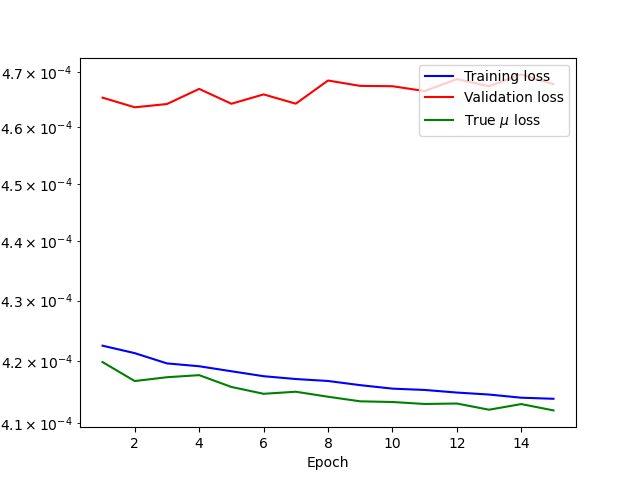 4.7 × 10⁻⁴
4.6 × 10⁻⁴
4.5 × 10⁻⁴
4.4 × 10⁻⁴
4.3 × 10⁻⁴
4.2 × 10⁻⁴
4.1 × 10⁻⁴
Training loss
Validation loss
True μ loss
2 4 6 8 10 12 14
Epoch